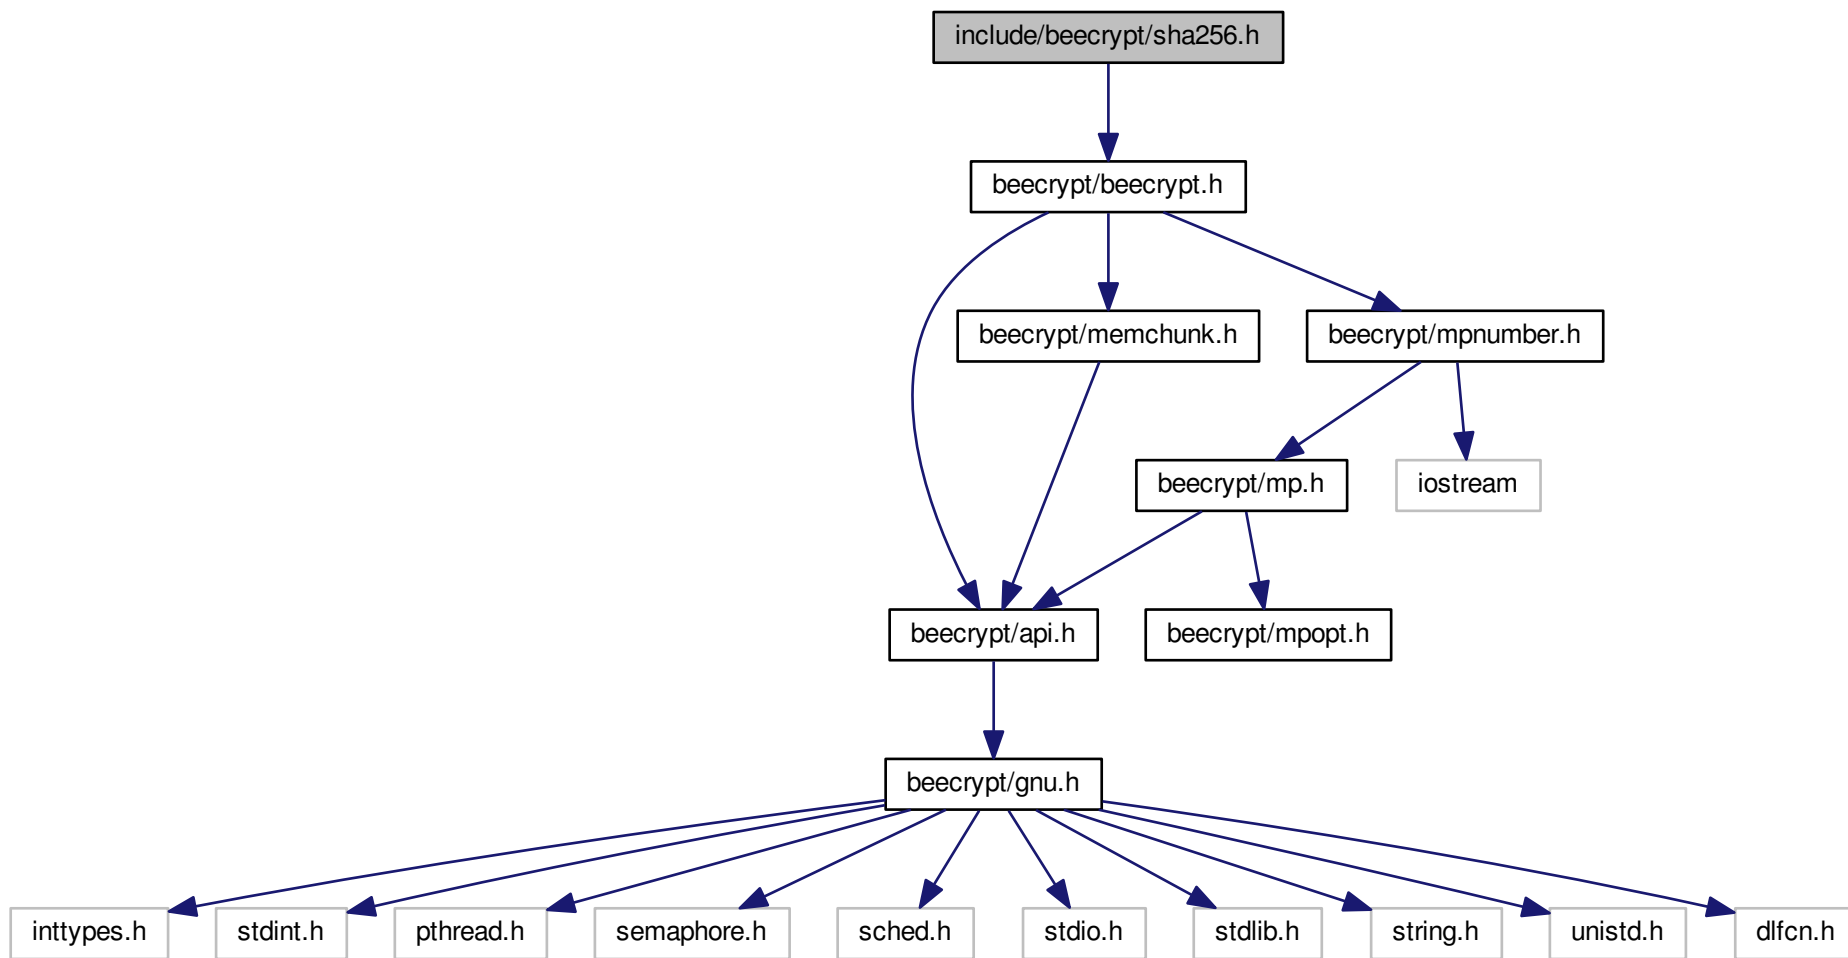 include/beecrypt/sha256.h
beecrypt/beecrypt.h
beecrypt/memchunk.h
beecrypt/mpnumber.h
beecrypt/mp.h
iostream
beecrypt/api.h
beecrypt/mpopt.h
beecrypt/gnu.h
inttypes.h
stdint.h
pthread.h
semaphore.h
sched.h
stdio.h
stdlib.h
string.h
unistd.h
dlfcn.h